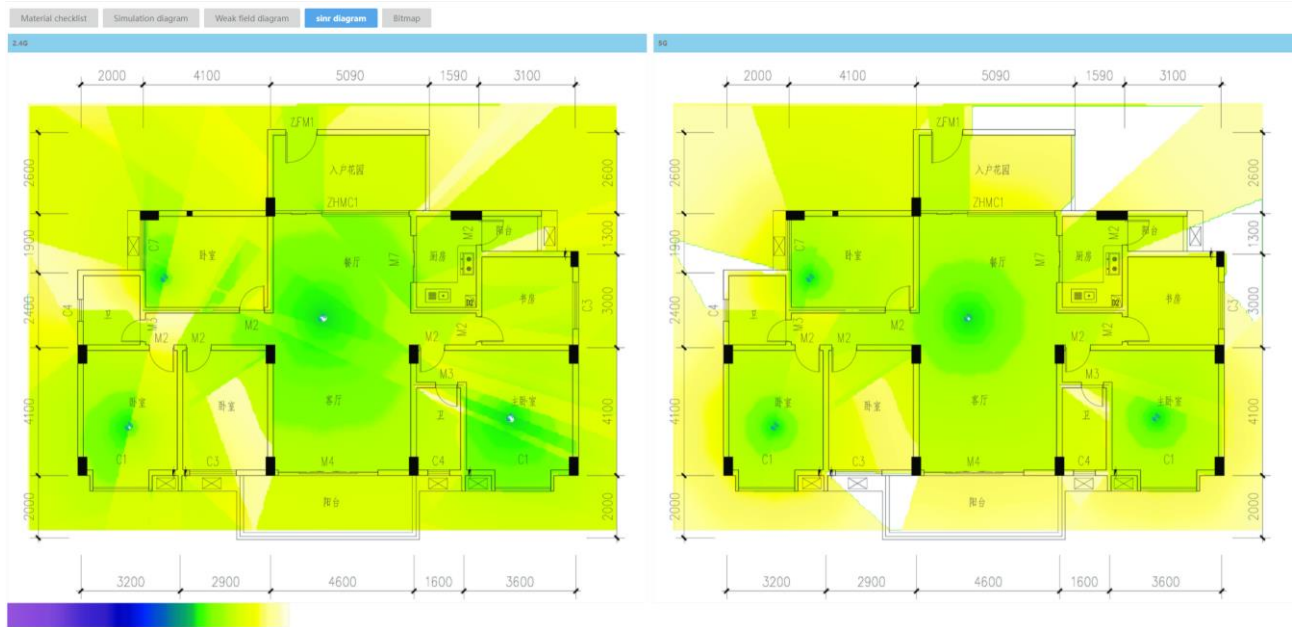 Material checklist
Simulation diagram
Weak field diagram
sinr diagram
Bitmap
2.4G
5G
2000 4100 5090 1590 3100
2000 4100 5090 1590 3100
ZFM1
ZFM1
2600 入户花园 2600
2600 入户花园 2600
ZHMC1
ZHMC1
1900 C7 卧室 餐厅 M7 厨房 M2 阳台 1300
1900 C7 卧室 餐厅 M7 厨房 M2 阳台 1300
2400 C4 卫 M3 M2 M2 M2 M2 M2 书房 C3 3000
2400 C4 卫 M3 M2 M2 M2 M2 M2 书房 C3 3000
M3
M3
4100 卧室 卧室 客厅 卫 主卧室 4100
4100 卧室 卧室 客厅 卫 主卧室 4100
C1 C3 M4 C4 C1
C1 C3 M4 C4 C1
2000 阳台 2000
2000 阳台 2000
3200 2900 4600 1600 3600
3200 2900 4600 1600 3600